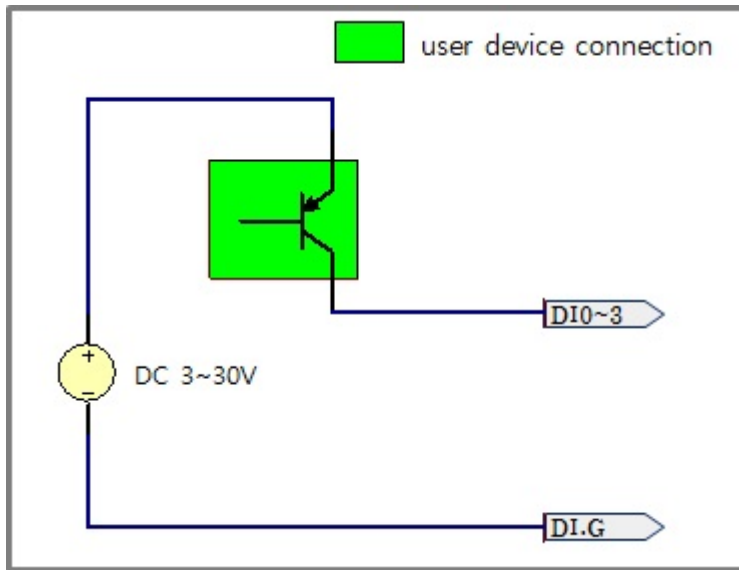 user device connection
DI0~3
+
DC 3~30V
−
DI.G